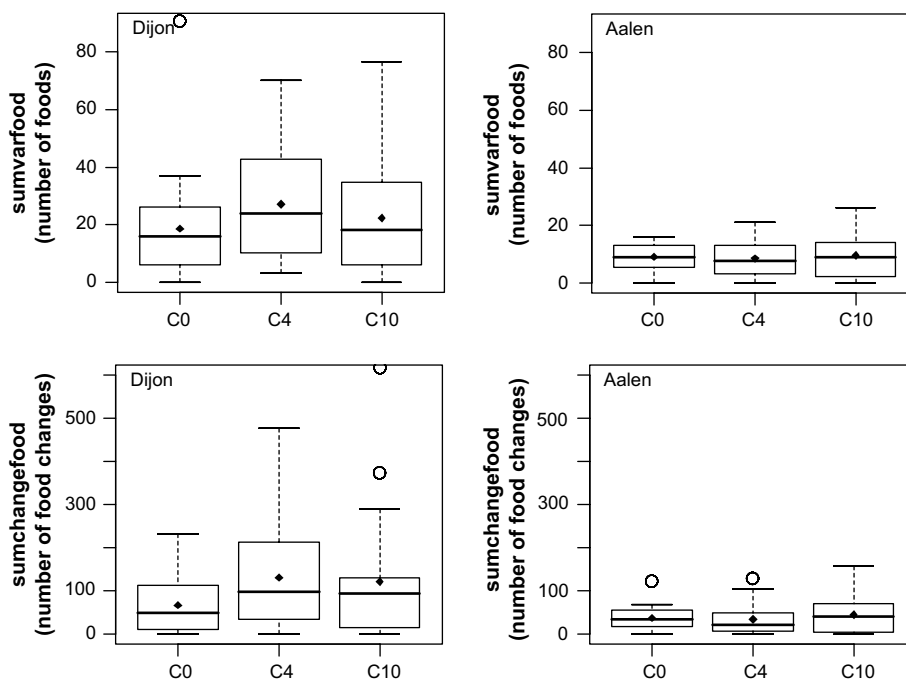 Dijon
sumvarfood
(number of foods)
80
60
40
20
0
C0 C4 C10
Aalen
sumvarfood
(number of foods)
80
60
40
20
0
C0 C4 C10
Dijon
sumchangefood
(number of food changes)
500
300
100
0
C0 C4 C10
Aalen
sumchangefood
(number of food changes)
500
300
100
0
C0 C4 C10